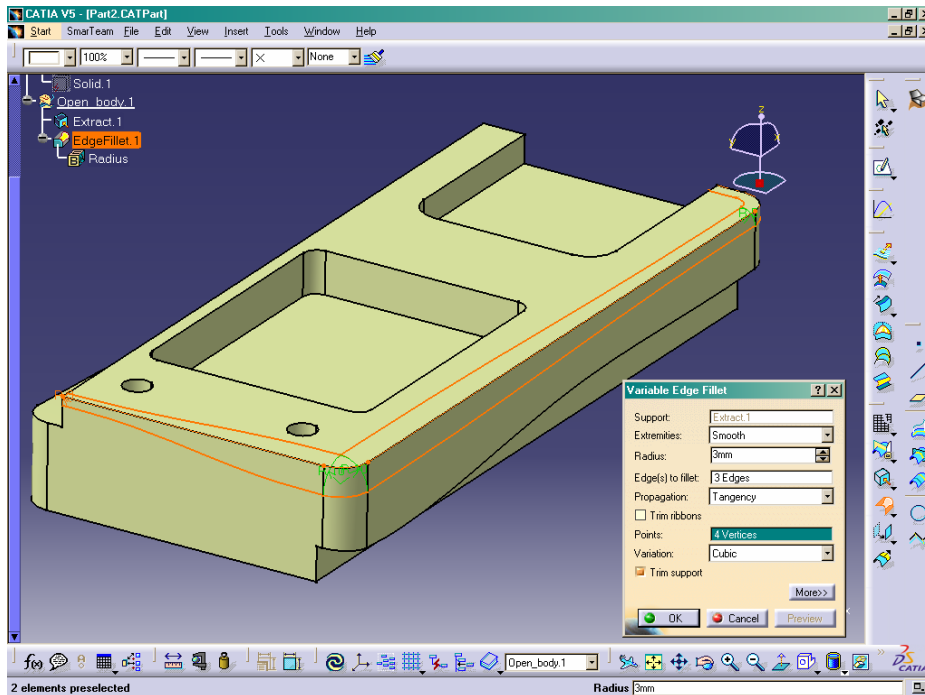 CATIA V5 - [Part2.CATPart]
Start SmarTeam File Edit View Insert Tools Window Help
100% None
Solid.1
Open_body.1
Extract.1
EdgeFillet.1
Radius
z
Variable Edge Fillet
Support: Extract.1
Extremities: Smooth
Radius: 3mm
Edge(s) to fillet: 3 Edges
Propagation: Tangency
Trim ribbons
Points: 4 Vertices
Variation: Cubic
Trim support
More>>
OK Cancel Preview
f(x) Open_body.1
CATIA
2 elements preselected Radius 3mm